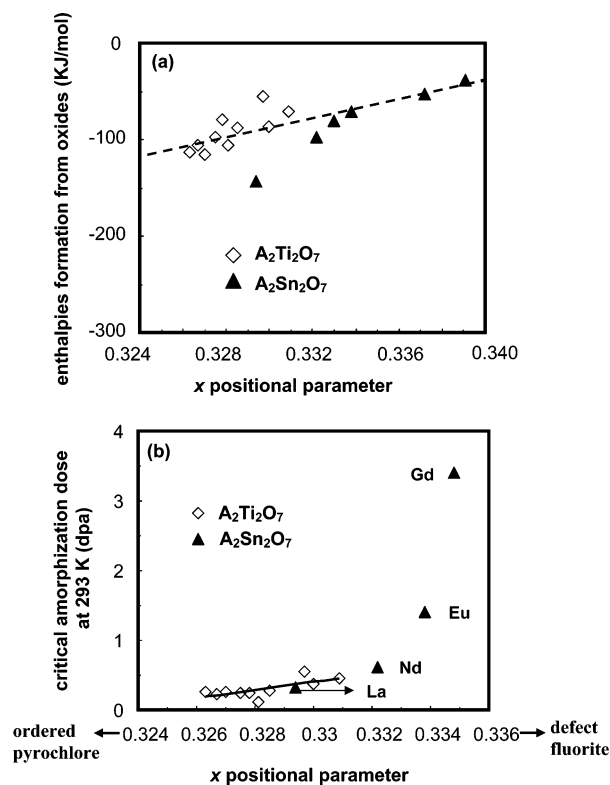 (a)
enthalpies formation from oxides (KJ/mol)
0
-100
-200
-300
A₂Ti₂O₇
A₂Sn₂O₇
0.324 0.328 0.332 0.336 0.340
x positional parameter
(b)
critical amorphization dose
at 293 K (dpa)
4
3
2
1
0
A₂Ti₂O₇
A₂Sn₂O₇
Gd
Eu
Nd
La
ordered
pyrochlore
0.324 0.326 0.328 0.33 0.332 0.334 0.336
defect
fluorite
x positional parameter